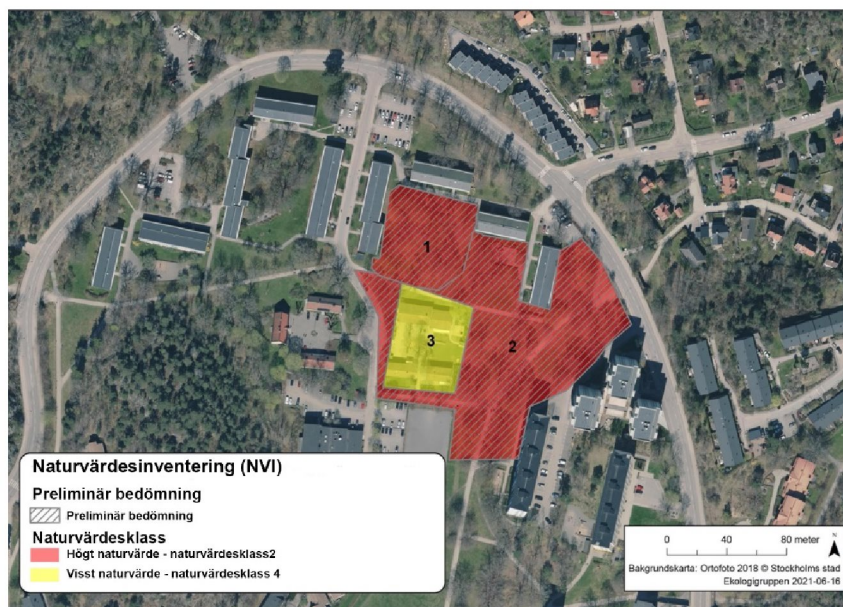 1
2
3
Naturvärdesinventering (NVI)
Preliminär bedömning
Preliminär bedömning
Naturvärdesklass
Högt naturvärde - naturvärdesklass2
Visst naturvärde - naturvärdesklass 4
0 40 80 meter
N
Bakgrundskarta: Ortofoto 2018 © Stockholms stad
Ekologigruppen 2021-06-16